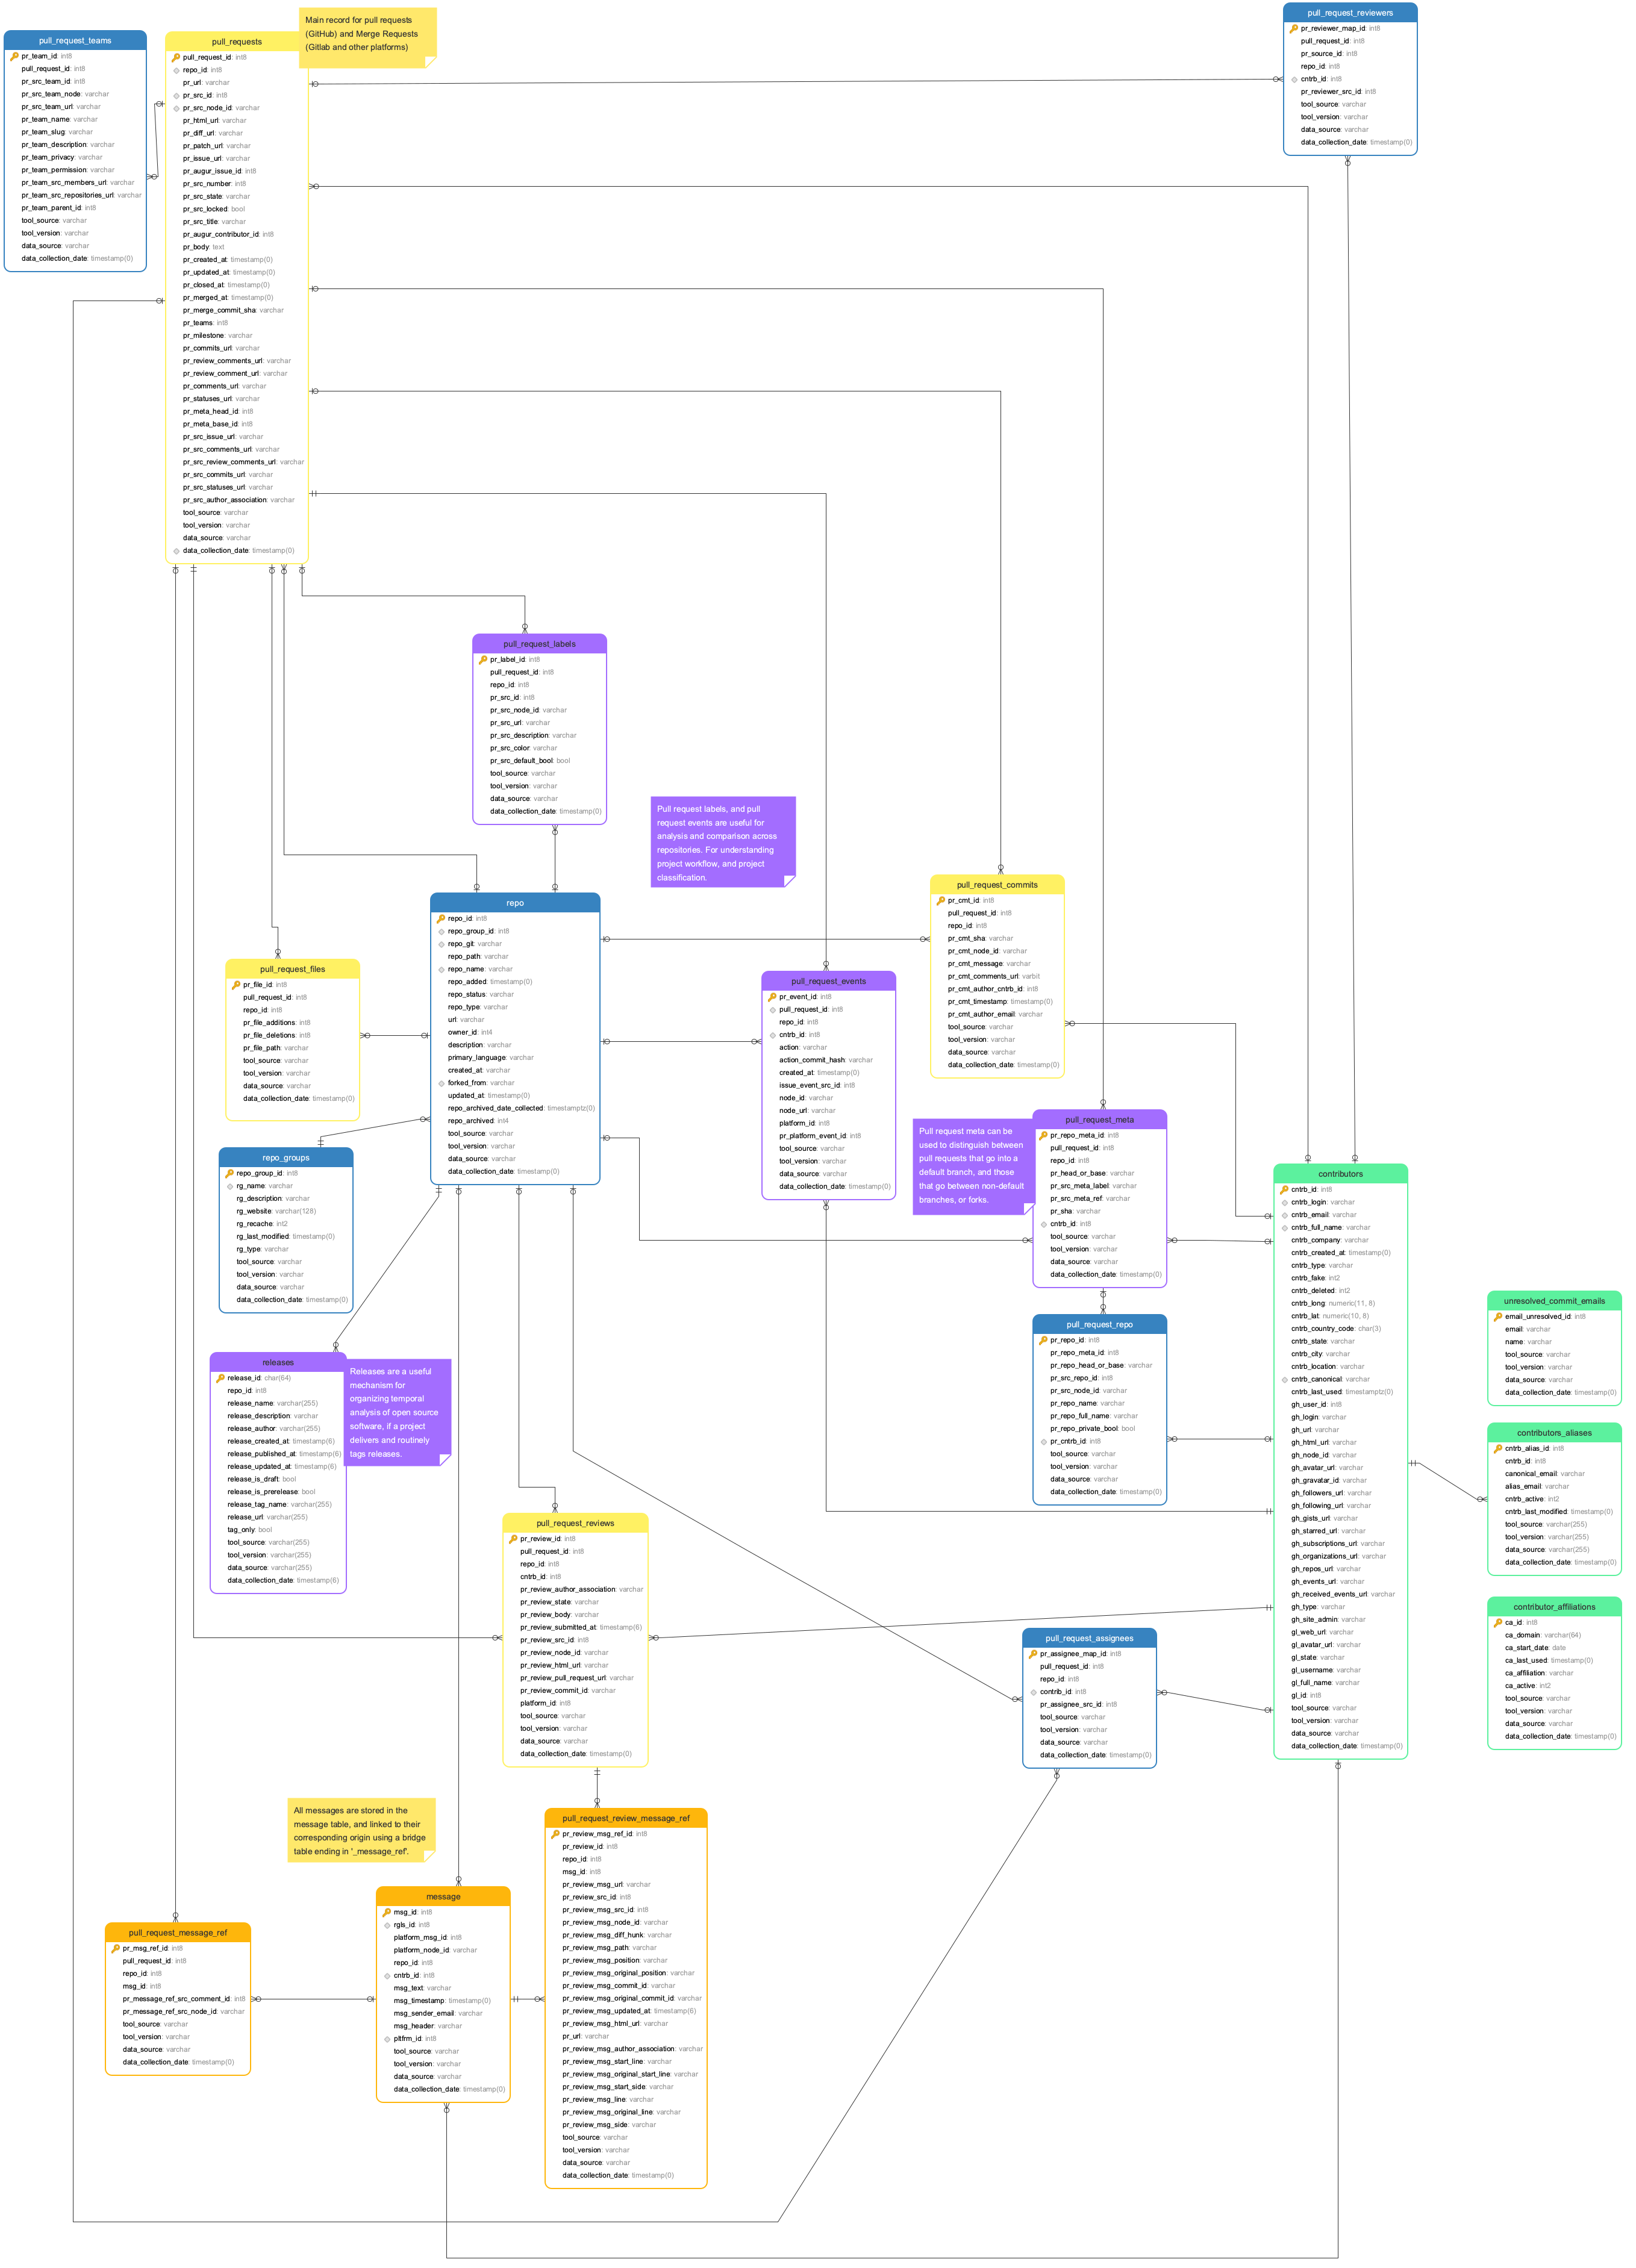 Main record for pull requests
(GitHub) and Merge Requests
(Gitlab and other platforms)
pull_request_teams
pr_team_id: int8
pull_request_id: int8
pr_src_team_id: int8
pr_src_team_node: varchar
pr_src_team_url: varchar
pr_team_name: varchar
pr_team_slug: varchar
pr_team_description: varchar
pr_team_privacy: varchar
pr_team_permission: varchar
pr_team_src_members_url: varchar
pr_team_src_repositories_url: varchar
pr_team_parent_id: int8
tool_source: varchar
tool_version: varchar
data_source: varchar
data_collection_date: timestamp(0)
pull_requests
pull_request_id: int8
repo_id: int8
pr_url: varchar
pr_src_id: int8
pr_src_node_id: varchar
pr_html_url: varchar
pr_diff_url: varchar
pr_patch_url: varchar
pr_issue_url: varchar
pr_augur_issue_id: int8
pr_src_number: int8
pr_src_state: varchar
pr_src_locked: bool
pr_src_title: varchar
pr_augur_contributor_id: int8
pr_body: text
pr_created_at: timestamp(0)
pr_updated_at: timestamp(0)
pr_closed_at: timestamp(0)
pr_merged_at: timestamp(0)
pr_merge_commit_sha: varchar
pr_teams: int8
pr_milestone: varchar
pr_commits_url: varchar
pr_review_comments_url: varchar
pr_review_comment_url: varchar
pr_comments_url: varchar
pr_statuses_url: varchar
pr_meta_head_id: int8
pr_meta_base_id: int8
pr_src_issue_url: varchar
pr_src_comments_url: varchar
pr_src_review_comments_url: varchar
pr_src_commits_url: varchar
pr_src_statuses_url: varchar
pr_src_author_association: varchar
tool_source: varchar
tool_version: varchar
data_source: varchar
data_collection_date: timestamp(0)
pull_request_reviewers
pr_reviewer_map_id: int8
pull_request_id: int8
pr_source_id: int8
repo_id: int8
cntrb_id: int8
pr_reviewer_src_id: int8
tool_source: varchar
tool_version: varchar
data_source: varchar
data_collection_date: timestamp(0)
pull_request_labels
pr_label_id: int8
pull_request_id: int8
repo_id: int8
pr_src_id: int8
pr_src_node_id: varchar
pr_src_url: varchar
pr_src_description: varchar
pr_src_color: varchar
pr_src_default_bool: bool
tool_source: varchar
tool_version: varchar
data_source: varchar
data_collection_date: timestamp(0)
Pull request labels, and pull
request events are useful for
analysis and comparison across
repositories. For understanding
project workflow, and project
classification.
repo
repo_id: int8
repo_group_id: int8
repo_git: varchar
repo_path: varchar
repo_name: varchar
repo_added: timestamp(0)
repo_status: varchar
repo_type: varchar
url: varchar
owner_id: int4
description: varchar
primary_language: varchar
created_at: varchar
forked_from: varchar
updated_at: timestamp(0)
repo_archived_date_collected: timestamptz(0)
repo_archived: int4
tool_source: varchar
tool_version: varchar
data_source: varchar
data_collection_date: timestamp(0)
pull_request_commits
pr_cmt_id: int8
pull_request_id: int8
repo_id: int8
pr_cmt_sha: varchar
pr_cmt_node_id: varchar
pr_cmt_message: varchar
pr_cmt_comments_url: varbit
pr_cmt_author_cntrb_id: int8
pr_cmt_timestamp: timestamp(0)
pr_cmt_author_email: varchar
tool_source: varchar
tool_version: varchar
data_source: varchar
data_collection_date: timestamp(0)
pull_request_files
pr_file_id: int8
pull_request_id: int8
repo_id: int8
pr_file_additions: int8
pr_file_deletions: int8
pr_file_path: varchar
tool_source: varchar
tool_version: varchar
data_source: varchar
data_collection_date: timestamp(0)
pull_request_events
pr_event_id: int8
pull_request_id: int8
repo_id: int8
cntrb_id: int8
action: varchar
action_commit_hash: varchar
created_at: timestamp(0)
issue_event_src_id: int8
node_id: varchar
node_url: varchar
platform_id: int8
pr_platform_event_id: int8
tool_source: varchar
tool_version: varchar
data_source: varchar
data_collection_date: timestamp(0)
Pull request meta can be
used to distinguish between
pull requests that go into a
default branch, and those
that go between non-default
branches, or forks.
pull_request_meta
pr_repo_meta_id: int8
pull_request_id: int8
repo_id: int8
pr_head_or_base: varchar
pr_src_meta_label: varchar
pr_src_meta_ref: varchar
pr_sha: varchar
cntrb_id: int8
tool_source: varchar
tool_version: varchar
data_source: varchar
data_collection_date: timestamp(0)
repo_groups
repo_group_id: int8
rg_name: varchar
rg_description: varchar
rg_website: varchar(128)
rg_recache: int2
rg_last_modified: timestamp(0)
rg_type: varchar
tool_source: varchar
tool_version: varchar
data_source: varchar
data_collection_date: timestamp(0)
contributors
cntrb_id: int8
cntrb_login: varchar
cntrb_email: varchar
cntrb_full_name: varchar
cntrb_company: varchar
cntrb_created_at: timestamp(0)
cntrb_type: varchar
cntrb_fake: int2
cntrb_deleted: int2
cntrb_long: numeric(11, 8)
cntrb_lat: numeric(10, 8)
cntrb_country_code: char(3)
cntrb_state: varchar
cntrb_city: varchar
cntrb_location: varchar
cntrb_canonical: varchar
cntrb_last_used: timestamptz(0)
gh_user_id: int8
gh_login: varchar
gh_url: varchar
gh_html_url: varchar
gh_node_id: varchar
gh_avatar_url: varchar
gh_gravatar_id: varchar
gh_followers_url: varchar
gh_following_url: varchar
gh_gists_url: varchar
gh_starred_url: varchar
gh_subscriptions_url: varchar
gh_organizations_url: varchar
gh_repos_url: varchar
gh_events_url: varchar
gh_received_events_url: varchar
gh_type: varchar
gh_site_admin: varchar
gl_web_url: varchar
gl_avatar_url: varchar
gl_state: varchar
gl_username: varchar
gl_full_name: varchar
gl_id: int8
tool_source: varchar
tool_version: varchar
data_source: varchar
data_collection_date: timestamp(0)
pull_request_repo
pr_repo_id: int8
pr_repo_meta_id: int8
pr_repo_head_or_base: varchar
pr_src_repo_id: int8
pr_src_node_id: varchar
pr_repo_name: varchar
pr_repo_full_name: varchar
pr_repo_private_bool: bool
pr_cntrb_id: int8
tool_source: varchar
tool_version: varchar
data_source: varchar
data_collection_date: timestamp(0)
unresolved_commit_emails
email_unresolved_id: int8
email: varchar
name: varchar
tool_source: varchar
tool_version: varchar
data_source: varchar
data_collection_date: timestamp(0)
releases
release_id: char(64)
repo_id: int8
release_name: varchar(255)
release_description: varchar
release_author: varchar(255)
release_created_at: timestamp(6)
release_published_at: timestamp(6)
release_updated_at: timestamp(6)
release_is_draft: bool
release_is_prerelease: bool
release_tag_name: varchar(255)
release_url: varchar(255)
tag_only: bool
tool_source: varchar(255)
tool_version: varchar(255)
data_source: varchar(255)
data_collection_date: timestamp(6)
Releases are a useful
mechanism for
organizing temporal
analysis of open source
software, if a project
delivers and routinely
tags releases.
contributors_aliases
cntrb_alias_id: int8
cntrb_id: int8
canonical_email: varchar
alias_email: varchar
cntrb_active: int2
cntrb_last_modified: timestamp(0)
tool_source: varchar(255)
tool_version: varchar(255)
data_source: varchar(255)
data_collection_date: timestamp(0)
pull_request_reviews
pr_review_id: int8
pull_request_id: int8
repo_id: int8
cntrb_id: int8
pr_review_author_association: varchar
pr_review_state: varchar
pr_review_body: varchar
pr_review_submitted_at: timestamp(6)
pr_review_src_id: int8
pr_review_node_id: varchar
pr_review_html_url: varchar
pr_review_pull_request_url: varchar
pr_review_commit_id: varchar
platform_id: int8
tool_source: varchar
tool_version: varchar
data_source: varchar
data_collection_date: timestamp(0)
contributor_affiliations
ca_id: int8
ca_domain: varchar(64)
ca_start_date: date
ca_last_used: timestamp(0)
ca_affiliation: varchar
ca_active: int2
tool_source: varchar
tool_version: varchar
data_source: varchar
data_collection_date: timestamp(0)
pull_request_assignees
pr_assignee_map_id: int8
pull_request_id: int8
repo_id: int8
contrib_id: int8
pr_assignee_src_id: int8
tool_source: varchar
tool_version: varchar
data_source: varchar
data_collection_date: timestamp(0)
All messages are stored in the
message table, and linked to their
corresponding origin using a bridge
table ending in '_message_ref'.
pull_request_review_message_ref
pr_review_msg_ref_id: int8
pr_review_id: int8
repo_id: int8
msg_id: int8
pr_review_msg_url: varchar
pr_review_src_id: int8
pr_review_msg_src_id: int8
pr_review_msg_node_id: varchar
pr_review_msg_diff_hunk: varchar
pr_review_msg_path: varchar
pr_review_msg_position: varchar
pr_review_msg_original_position: varchar
pr_review_msg_commit_id: varchar
pr_review_msg_original_commit_id: varchar
pr_review_msg_updated_at: timestamp(6)
pr_review_msg_html_url: varchar
pr_url: varchar
pr_review_msg_author_association: varchar
pr_review_msg_start_line: varchar
pr_review_msg_original_start_line: varchar
pr_review_msg_start_side: varchar
pr_review_msg_line: varchar
pr_review_msg_original_line: varchar
pr_review_msg_side: varchar
tool_source: varchar
tool_version: varchar
data_source: varchar
data_collection_date: timestamp(0)
message
msg_id: int8
rgls_id: int8
platform_msg_id: int8
platform_node_id: varchar
repo_id: int8
cntrb_id: int8
msg_text: varchar
msg_timestamp: timestamp(0)
msg_sender_email: varchar
msg_header: varchar
pltfrm_id: int8
tool_source: varchar
tool_version: varchar
data_source: varchar
data_collection_date: timestamp(0)
pull_request_message_ref
pr_msg_ref_id: int8
pull_request_id: int8
repo_id: int8
msg_id: int8
pr_message_ref_src_comment_id: int8
pr_message_ref_src_node_id: varchar
tool_source: varchar
tool_version: varchar
data_source: varchar
data_collection_date: timestamp(0)